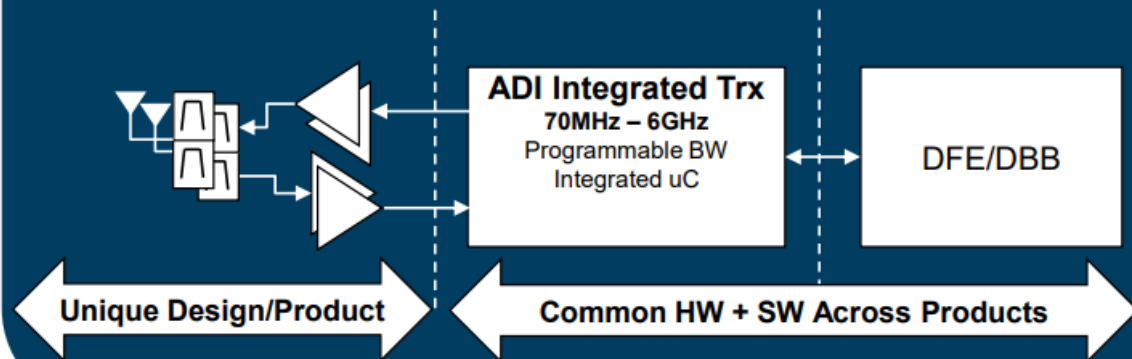 ADI Integrated Trx
70MHz – 6GHz
Programmable BW
Integrated uC
DFE/DBB
Unique Design/Product
Common HW + SW Across Products